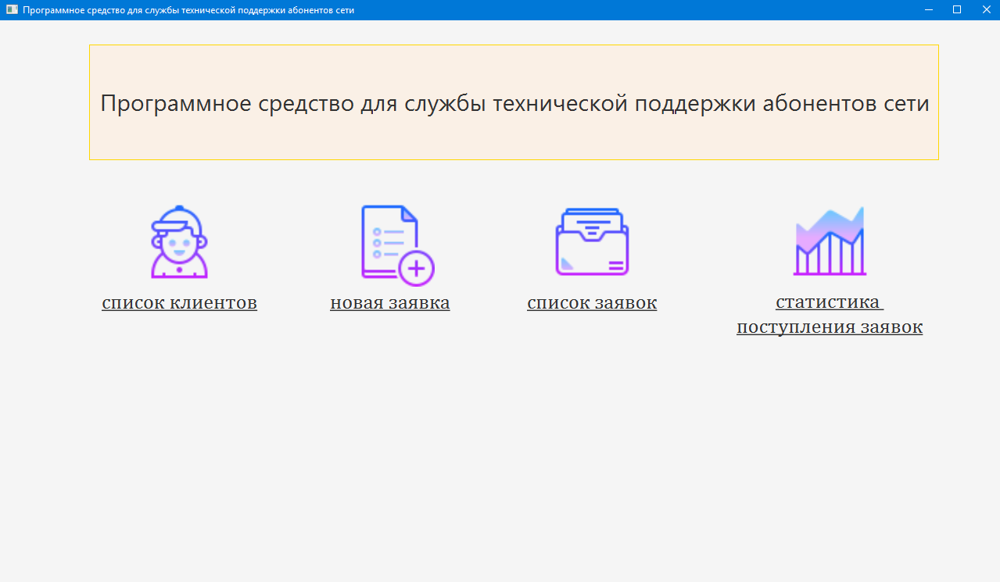 Программное средство для службы технической поддержки абонентов сети
Программное средство для службы технической поддержки абонентов сети
список клиентов
новая заявка
список заявок
статистика
поступления заявок